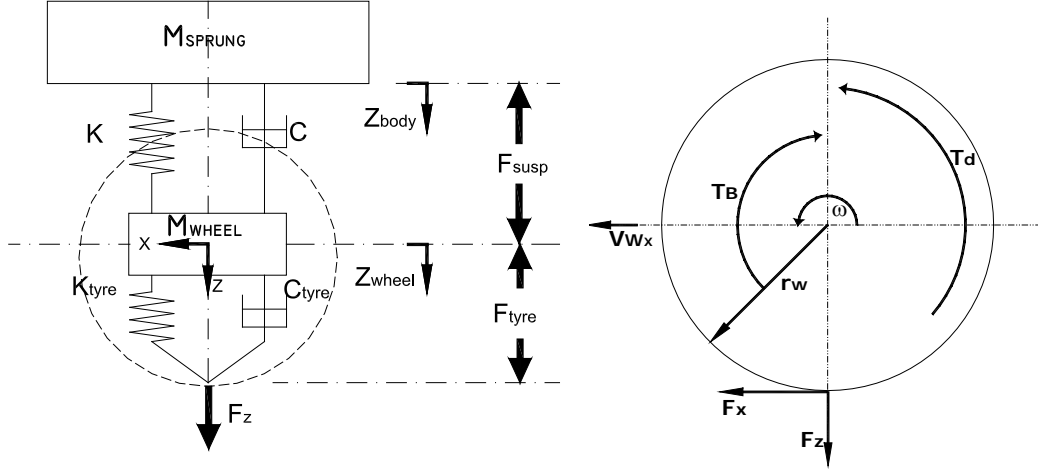 MSPRUNG
Zbody
K
C
Fsusp
TB
Td
ω
MWHEEL
X
VWx
Ktyre
Z
Ctyre
Zwheel
rw
Ftyre
Fz
Fx
Fz